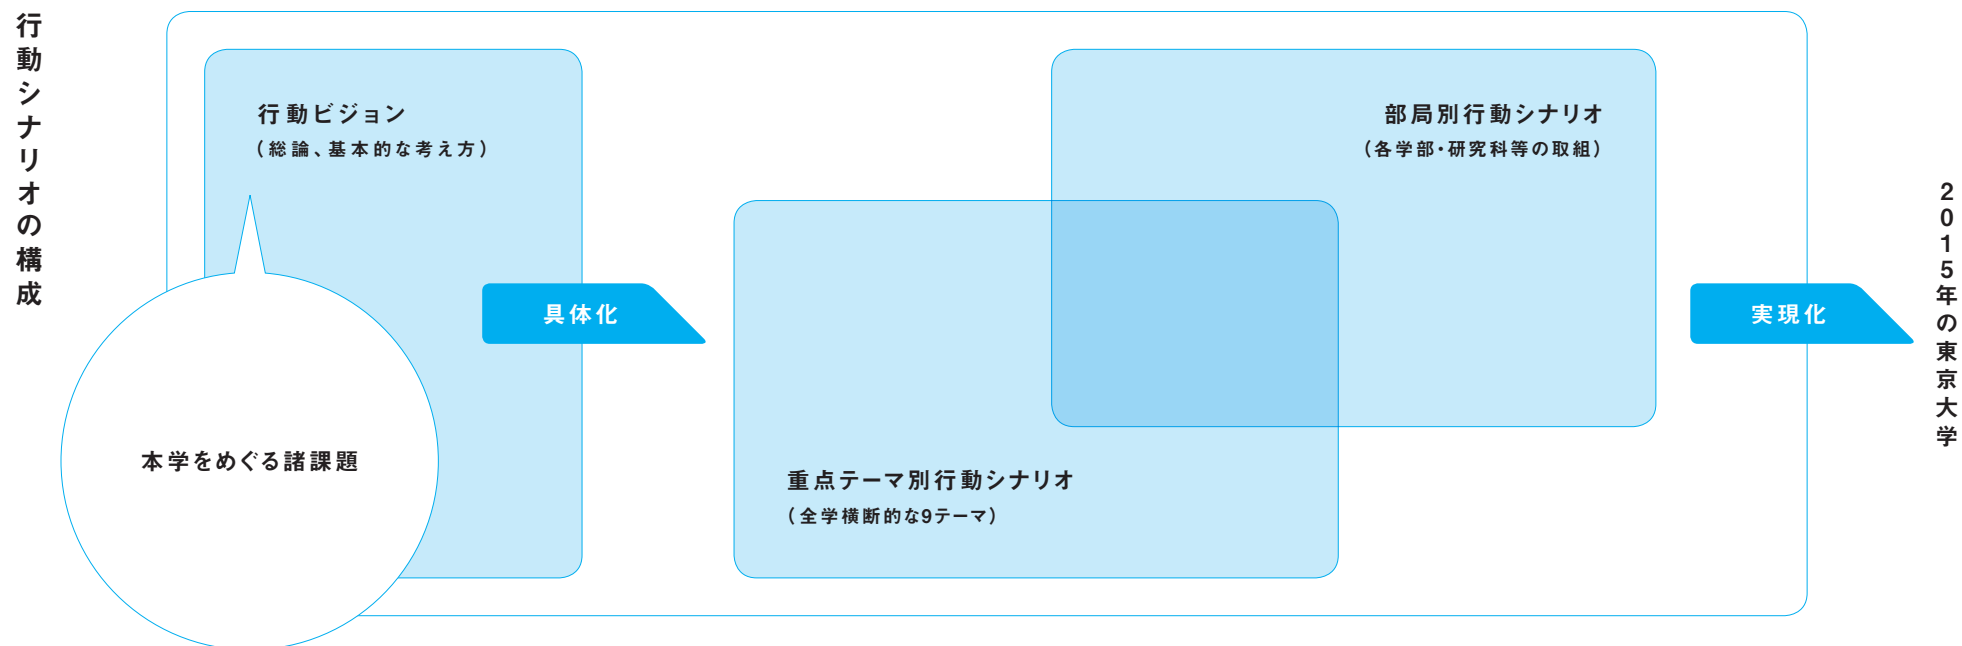 行動シナリオの構成
行動ビジョン
（総論、基本的な考え方）
本学をめぐる諸課題
具体化
重点テーマ別行動シナリオ
（全学横断的な9テーマ）
部局別行動シナリオ
（各学部・研究科等の取組）
実現化
2015年の東京大学